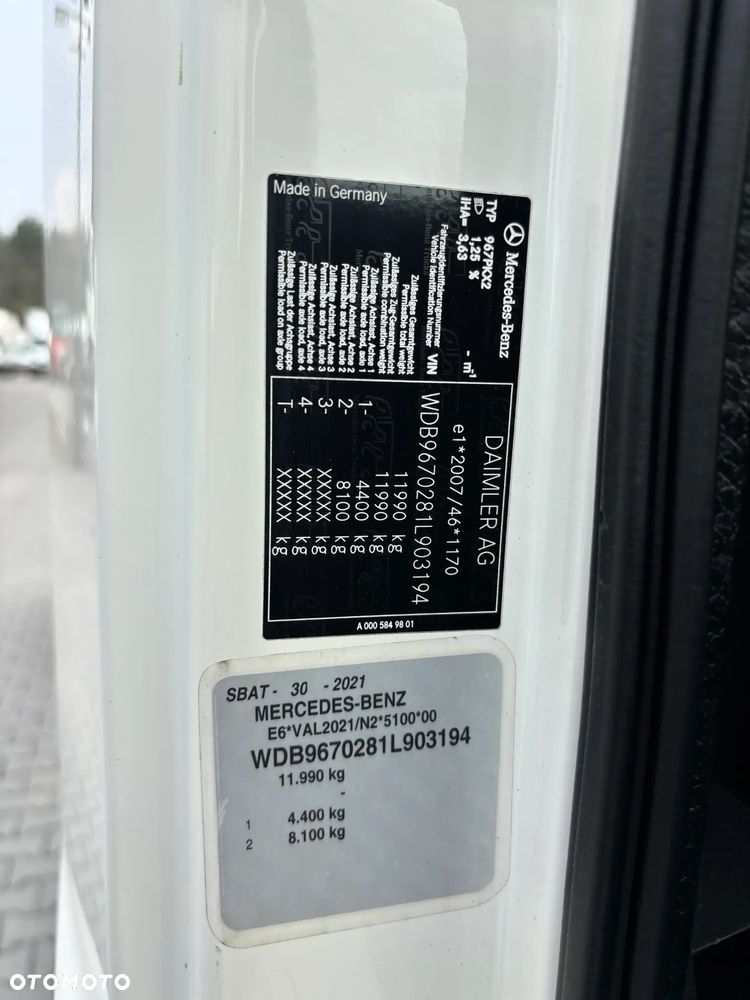 Mercedes-Benz
TYP 967PKX2
1,25 %
IHA= 3,63 - m⁻¹
DAIMLER AG
e1*2007/46*1170
Fahrzeugidentifizierungsnummer
Vehicle Identification Number VIN WDB9670281L903194
Zulässiges Gesamtgewicht
Permissible total weight 11990 kg
Zulässiges Zug-Gesamtgewicht
Permissible combination weight 11990 kg
Zulässige Achslast, Achse 1
Permissible axle load, axle 1 1- 4400 kg
Zulässige Achslast, Achse 2
Permissible axle load, axle 2 2- 8100 kg
Zulässige Achslast, Achse 3
Permissible axle load, axle 3 3- XXXXX kg
Zulässige Achslast, Achse 4
Permissible axle load, axle 4 4- XXXXX kg
Zulässige Last der Achsgruppe
Permissible load on axle group T- XXXXX kg
Made in Germany
A 000 584 98 01
SBAT - 30 - 2021
MERCEDES-BENZ
E6*VAL2021/N2*5100*00
WDB9670281L903194
11.990 kg
-
1 4.400 kg
2 8.100 kg
OTOMOTO